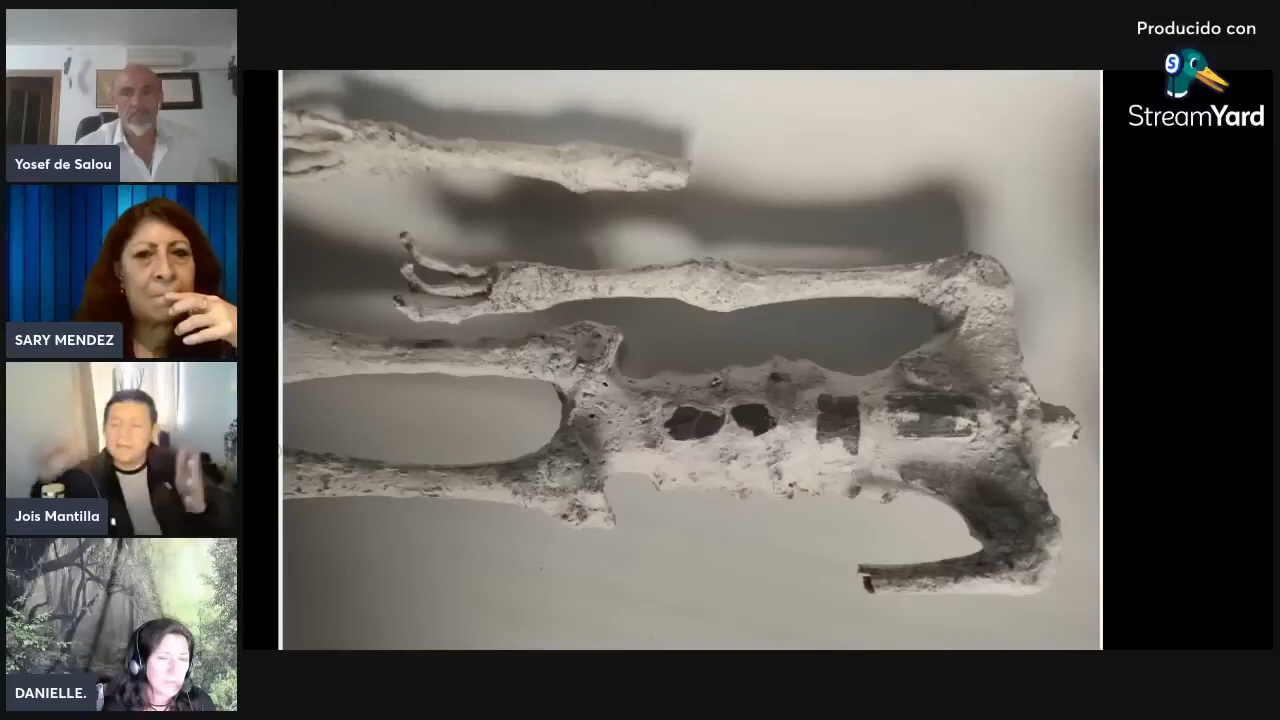 Producido con
StreamYard
Yosef de Salou
SARY MENDEZ
Jois Mantilla
DANIELLE.